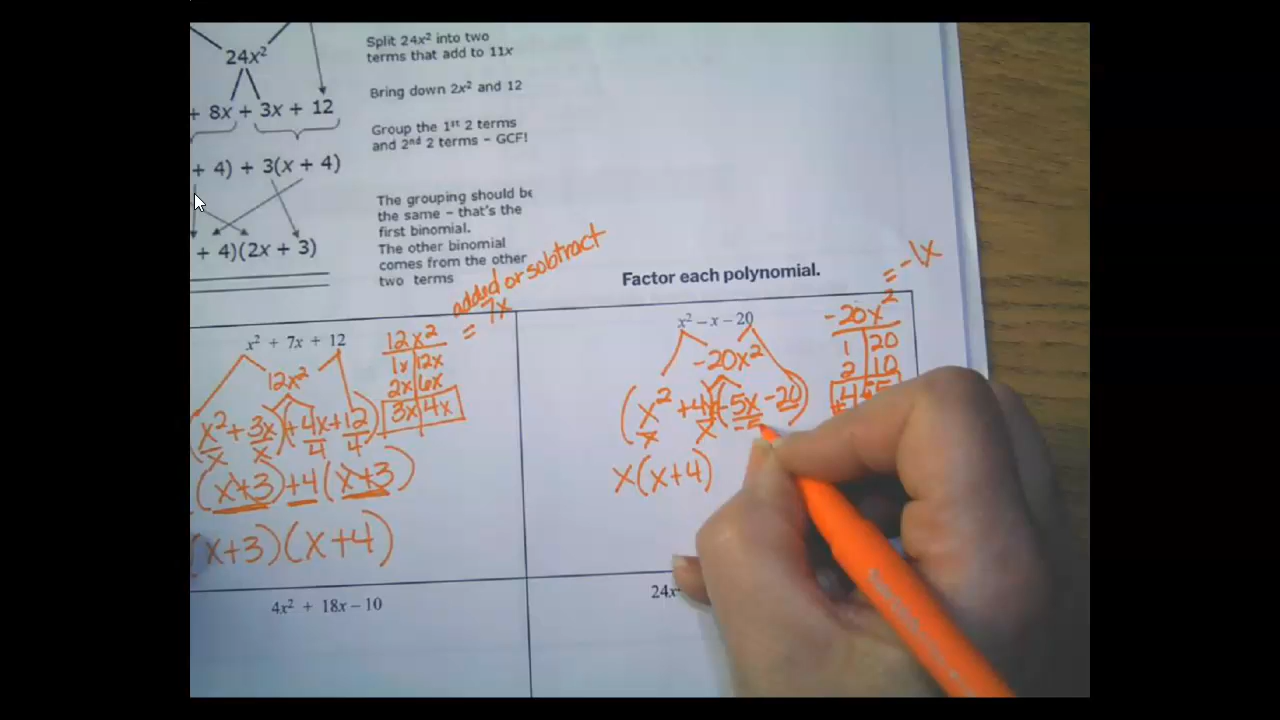 24x²
+ 8x + 3x + 12
+ 4) + 3(x + 4)
+ 4)(2x + 3)
Split 24x² into two
terms that add to 11x
Bring down 2x² and 12
Group the 1st 2 terms
and 2nd 2 terms – GCF!
The grouping should be
the same – that's the
first binomial.
The other binomial
comes from the other
two terms
added or subtract
= 7x
x² + 7x + 12
12x²
(x² + 3x)(+4x + 12)
x x 4 4
(x+3) +4 (x+3)
(x+3)(x+4)
12x²
1x 12x
2x 6x
3x 4x
4x² + 18x – 10
Factor each polynomial.
= -1x
x² – x – 20
-20x²
(x² + 4x)(-5x - 20)
x x -5
x(x+4)
-20x²
1 20
2 10
24x